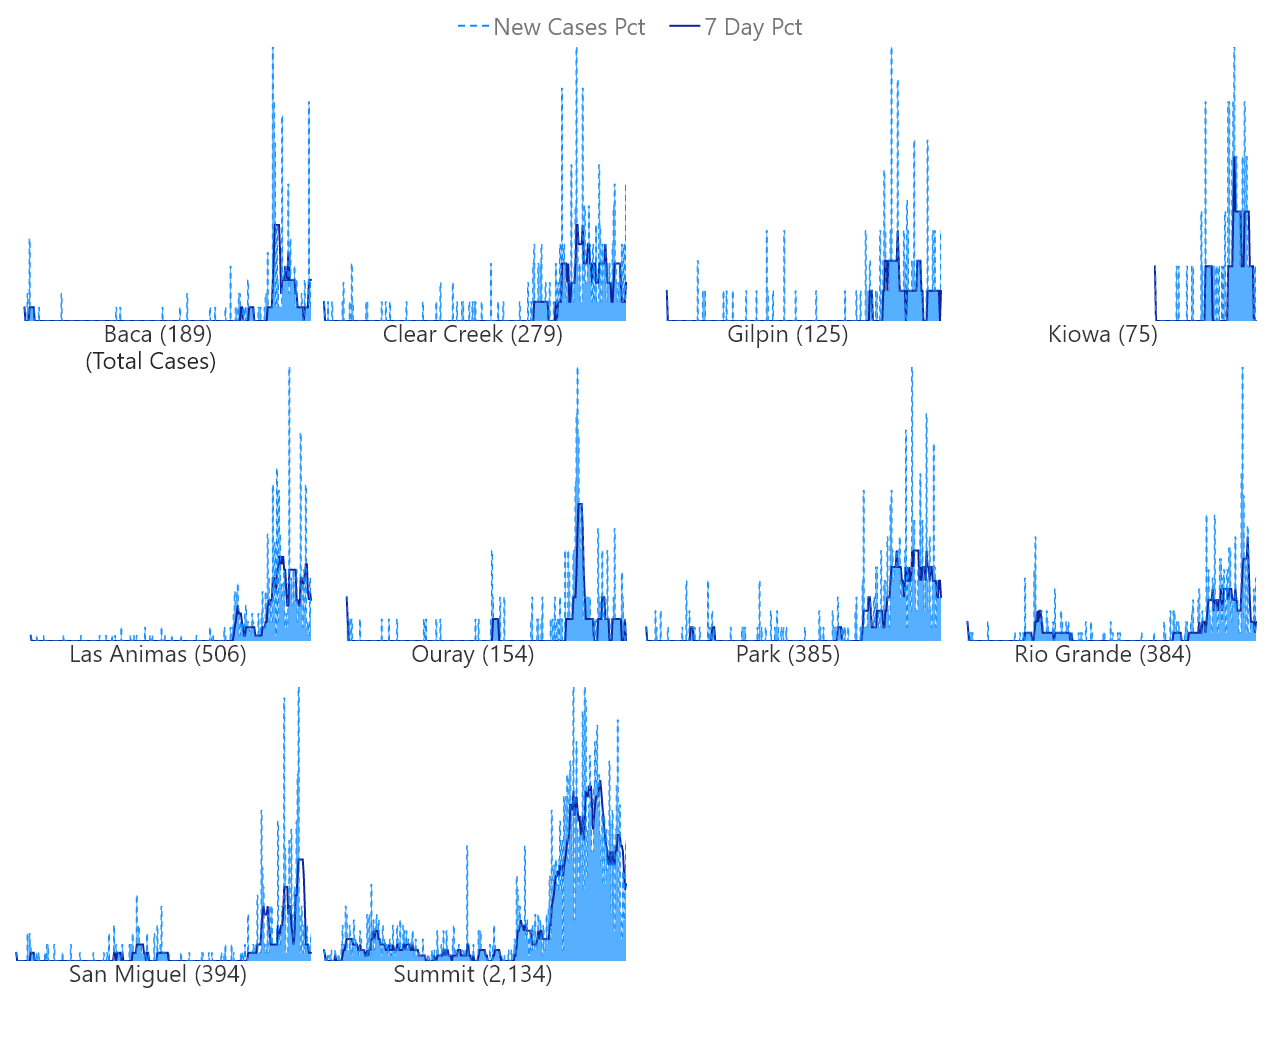 New Cases Pct 7 Day Pct
Baca (189)
(Total Cases)
Clear Creek (279)
Gilpin (125)
Kiowa (75)
Las Animas (506)
Ouray (154)
Park (385)
Rio Grande (384)
San Miguel (394)
Summit (2,134)